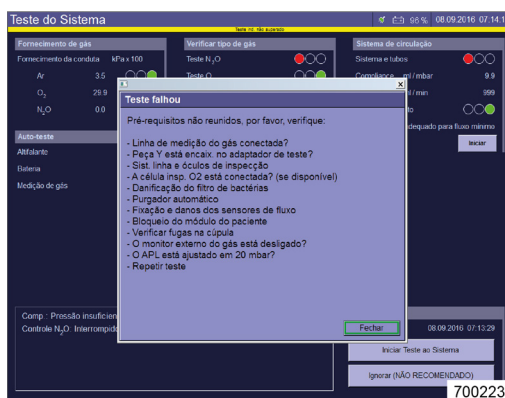 Teste do Sistema
96 % 08.09.2016 07:14:1
Teste ind. não superado
Fornecimento de gás
Verificar tipo de gás
Sistema de circulação
Fornecimento da conduta kPa x 100
Teste N2O
Sistema e tubos
Ar 3.5
Teste O
Compliance ml/mbar 9.9
O2 29.9
ml / min 999
N2O 0.0
to
adequado para fluxo mínimo
Iniciar
Auto-teste
Altifalante
Bateria
Medição de gás
Teste falhou
Pré-requisitos não reunidos, por favor, verifique:
- Linha de medição do gás conectada?
- Peça Y está encaix. no adaptador de teste?
- Sist. linha e óculos de inspecção
- A célula insp. O2 está conectada? (se disponível)
- Danificação do filtro de bactérias
- Purgador automático
- Fixação e danos dos sensores de fluxo
- Bloqueio do módulo do paciente
- Verificar fugas na cúpula
- O monitor externo do gás está desligado?
- O APL está ajustado em 20 mbar?
- Repetir teste
Fechar
Comp.: Pressão insuficien
Controle N2O: Interrompido
08.09.2016 07:13:29
Iniciar Teste ao Sistema
Ignorar (NÃO RECOMENDADO)
700223